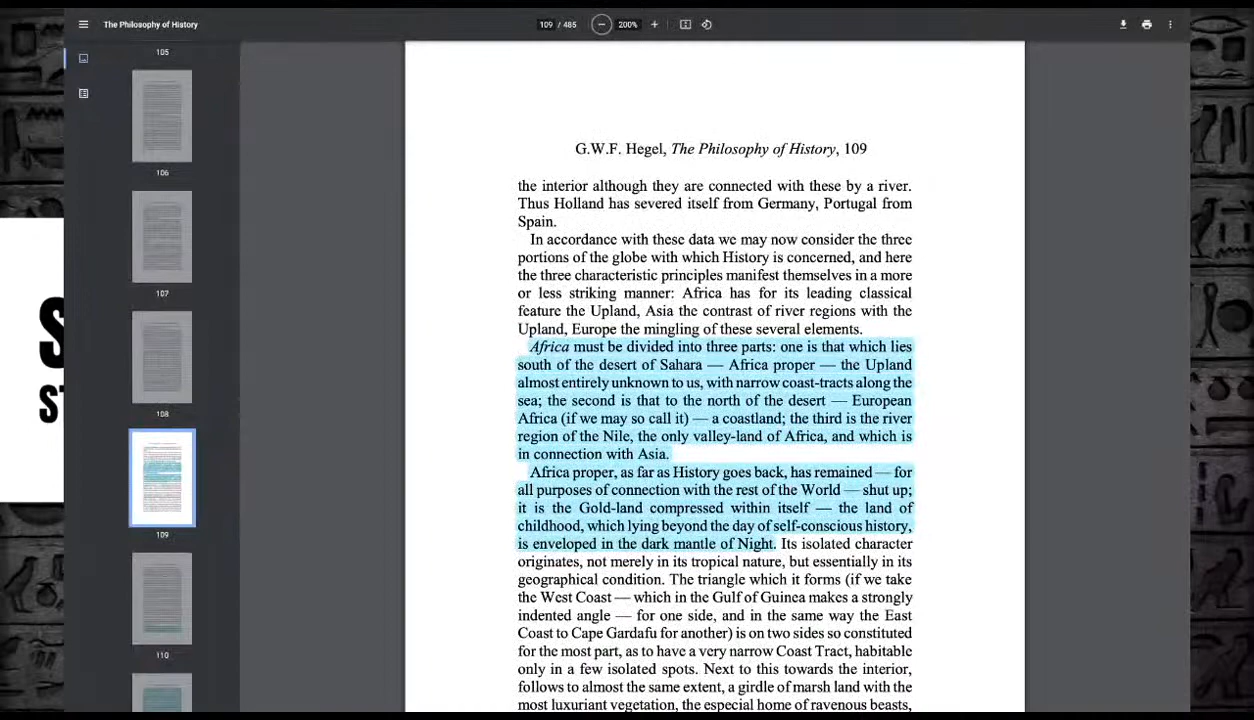 The Philosophy of History
109 / 485
200%
105
106
107
108
109
110
S
G.W.F. Hegel, The Philosophy of History, 109
the interior although they are connected with these by a river.
Thus Holland has severed itself from Germany, Portugal from
Spain.
In accordance with these data we may now consider the three
portions of the globe with which History is concerned, and here
the three characteristic principles manifest themselves in a more
or less striking manner: Africa has for its leading classical
feature the Upland, Asia the contrast of river regions with the
Upland, Europe the mingling of these several elements.
Africa must be divided into three parts: one is that which lies
south of the desert of Sahara — Africa proper — the Upland
almost entirely unknown to us, with narrow coast-tracts along the
sea; the second is that to the north of the desert — European
Africa (if we may so call it) — a coastland; the third is the river
region of the Nile, the only valley-land of Africa, and which is
in connection with Asia.
Africa proper, as far as History goes back, has remained — for
all purposes of connection with the rest of the World — shut up;
it is the Gold-land compressed within itself — the land of
childhood, which lying beyond the day of self-conscious history,
is enveloped in the dark mantle of Night. Its isolated character
originates, not merely in its tropical nature, but essentially in its
geographical condition. The triangle which it forms (if we take
the West Coast — which in the Gulf of Guinea makes a strongly
indented angle — for one side, and in the same way the East
Coast to Cape Gardafu for another) is on two sides so constituted
for the most part, as to have a very narrow Coast Tract, habitable
only in a few isolated spots. Next to this towards the interior,
follows to almost the same extent, a girdle of marsh land with the
most luxuriant vegetation, the especial home of ravenous beasts,